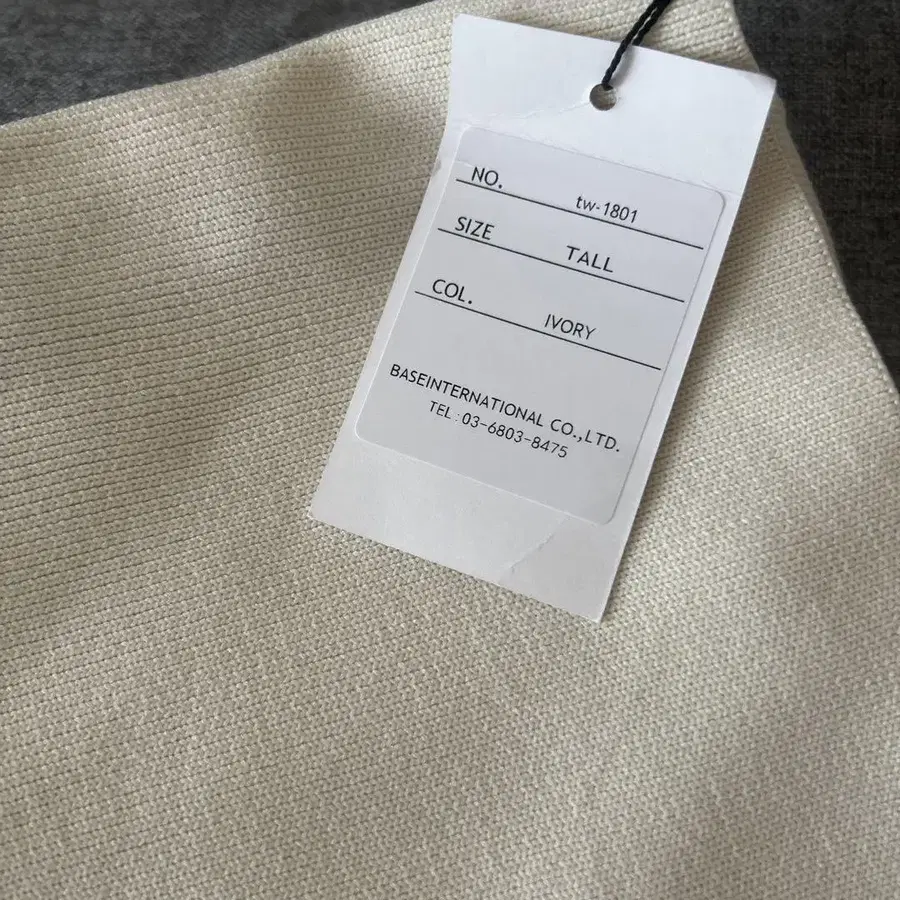 NO. tw-1801
SIZE TALL
COL. IVORY
BASEINTERNATIONAL CO.,LTD.
TEL:03-6803-8475